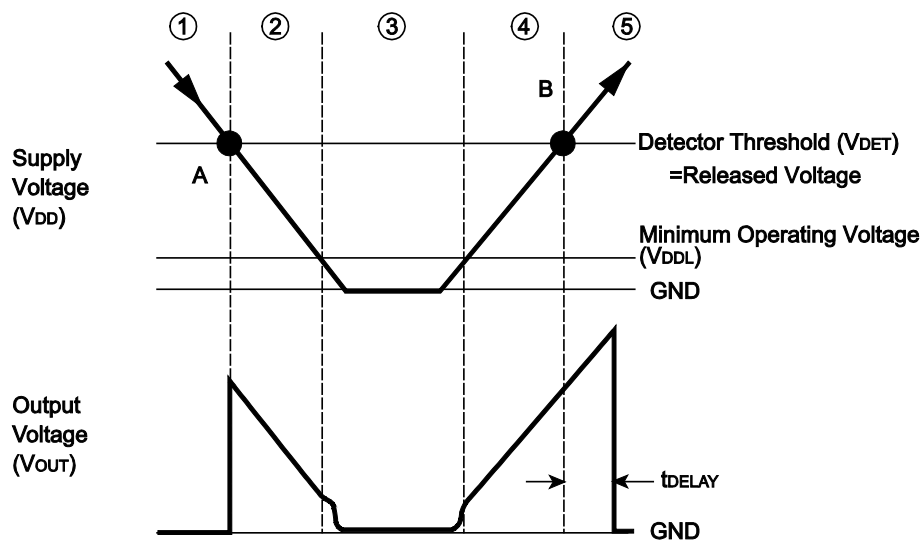 ① ② ③ ④ ⑤
B
A
Supply
Voltage
(VDD)
Detector Threshold (VDET)
=Released Voltage
Minimum Operating Voltage
(VDDL)
GND
Output
Voltage
(VOUT)
tDELAY
GND